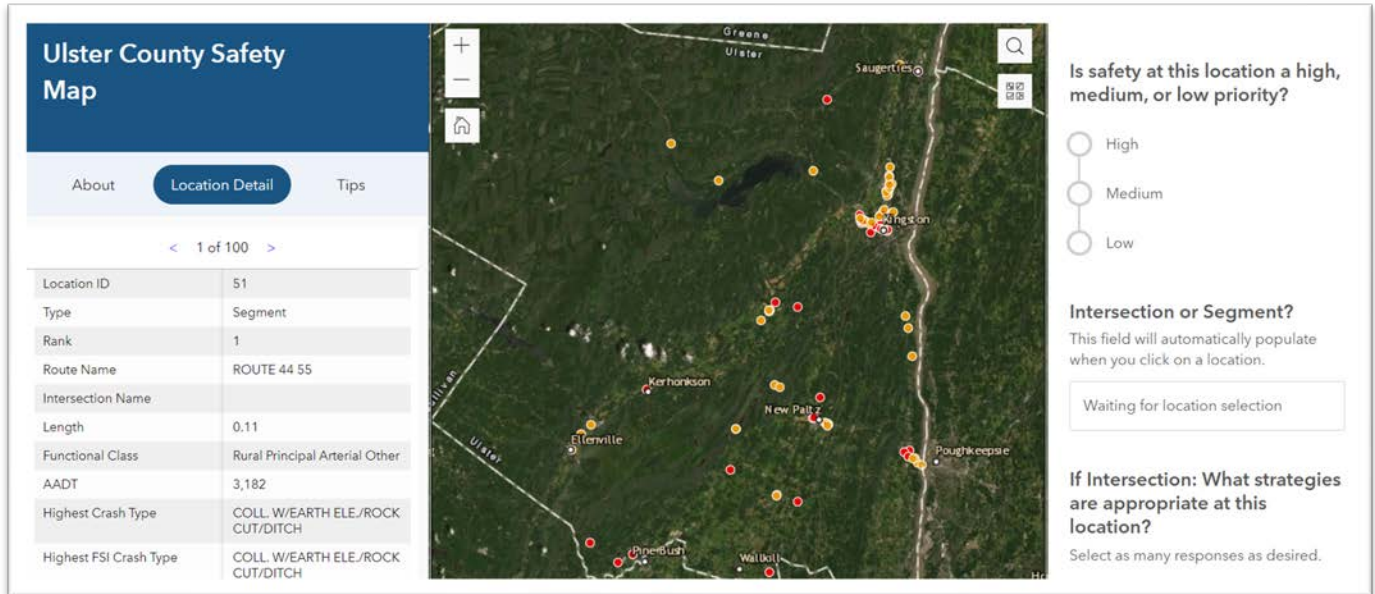 Ulster County Safety
Map
About
Location Detail
Tips
< 1 of 100 >
Location ID 51
Type Segment
Rank 1
Route Name ROUTE 44 55
Intersection Name
Length 0.11
Functional Class Rural Principal Arterial Other
AADT 3,182
Highest Crash Type COLL. W/EARTH ELE./ROCK
CUT/DITCH
Highest FSI Crash Type COLL. W/EARTH ELE./ROCK
CUT/DITCH
Greene
Ulster
Saugerties
Kingston
Kerhonkson
New Paltz
Ellenville
Ulster
Poughkeepsie
Pine Bush
Wallkill
Is safety at this location a high,
medium, or low priority?
High
Medium
Low
Intersection or Segment?
This field will automatically populate
when you click on a location.
Waiting for location selection
If Intersection: What strategies
are appropriate at this
location?
Select as many responses as desired.